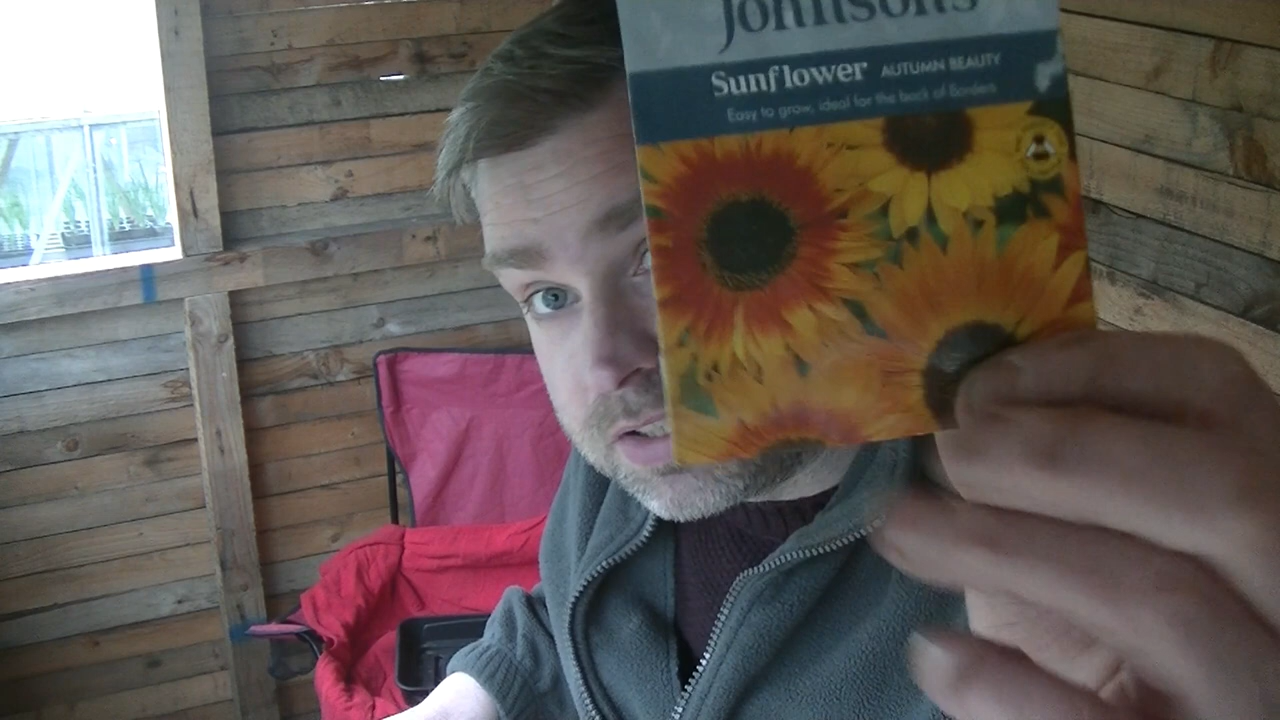 Johnsons
Sunflower AUTUMN BEAUTY
Easy to grow, ideal for the back of Borders